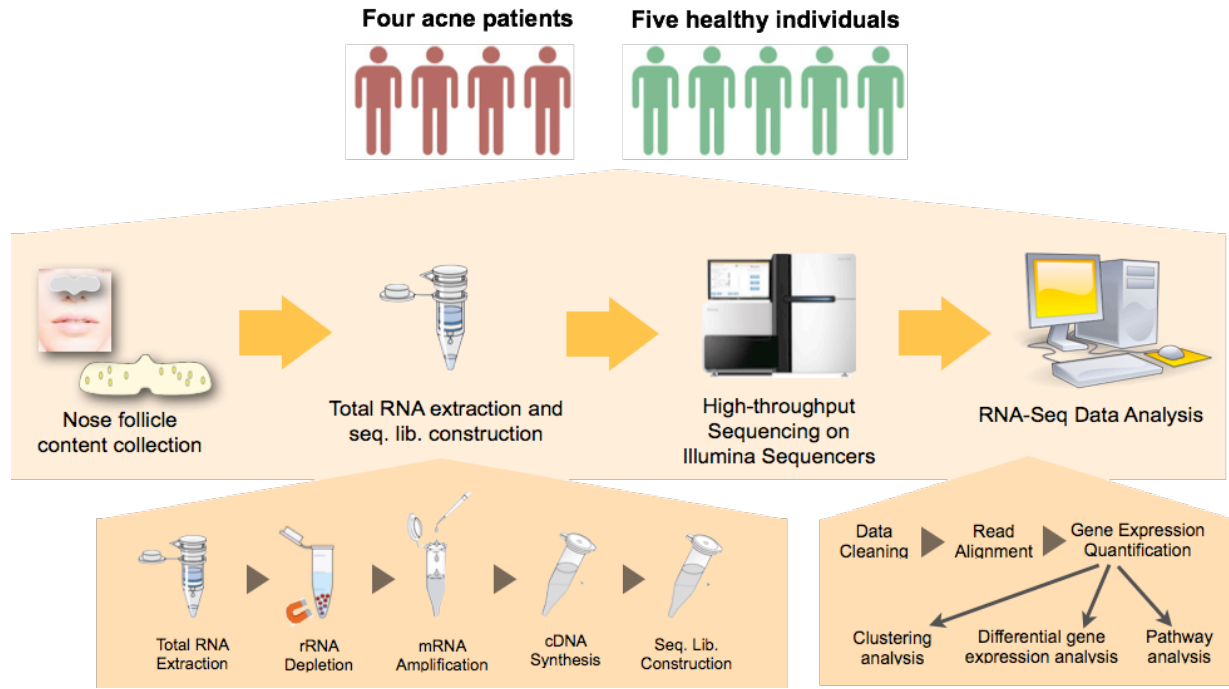 Four acne patients
Five healthy individuals
Nose follicle
content collection
Total RNA extraction and
seq. lib. construction
High-throughput
Sequencing on
Illumina Sequencers
RNA-Seq Data Analysis
Total RNA
Extraction
rRNA
Depletion
mRNA
Amplification
cDNA
Synthesis
Seq. Lib.
Construction
Data
Cleaning
Read
Alignment
Gene Expression
Quantification
Clustering
analysis
Differential gene
expression analysis
Pathway
analysis